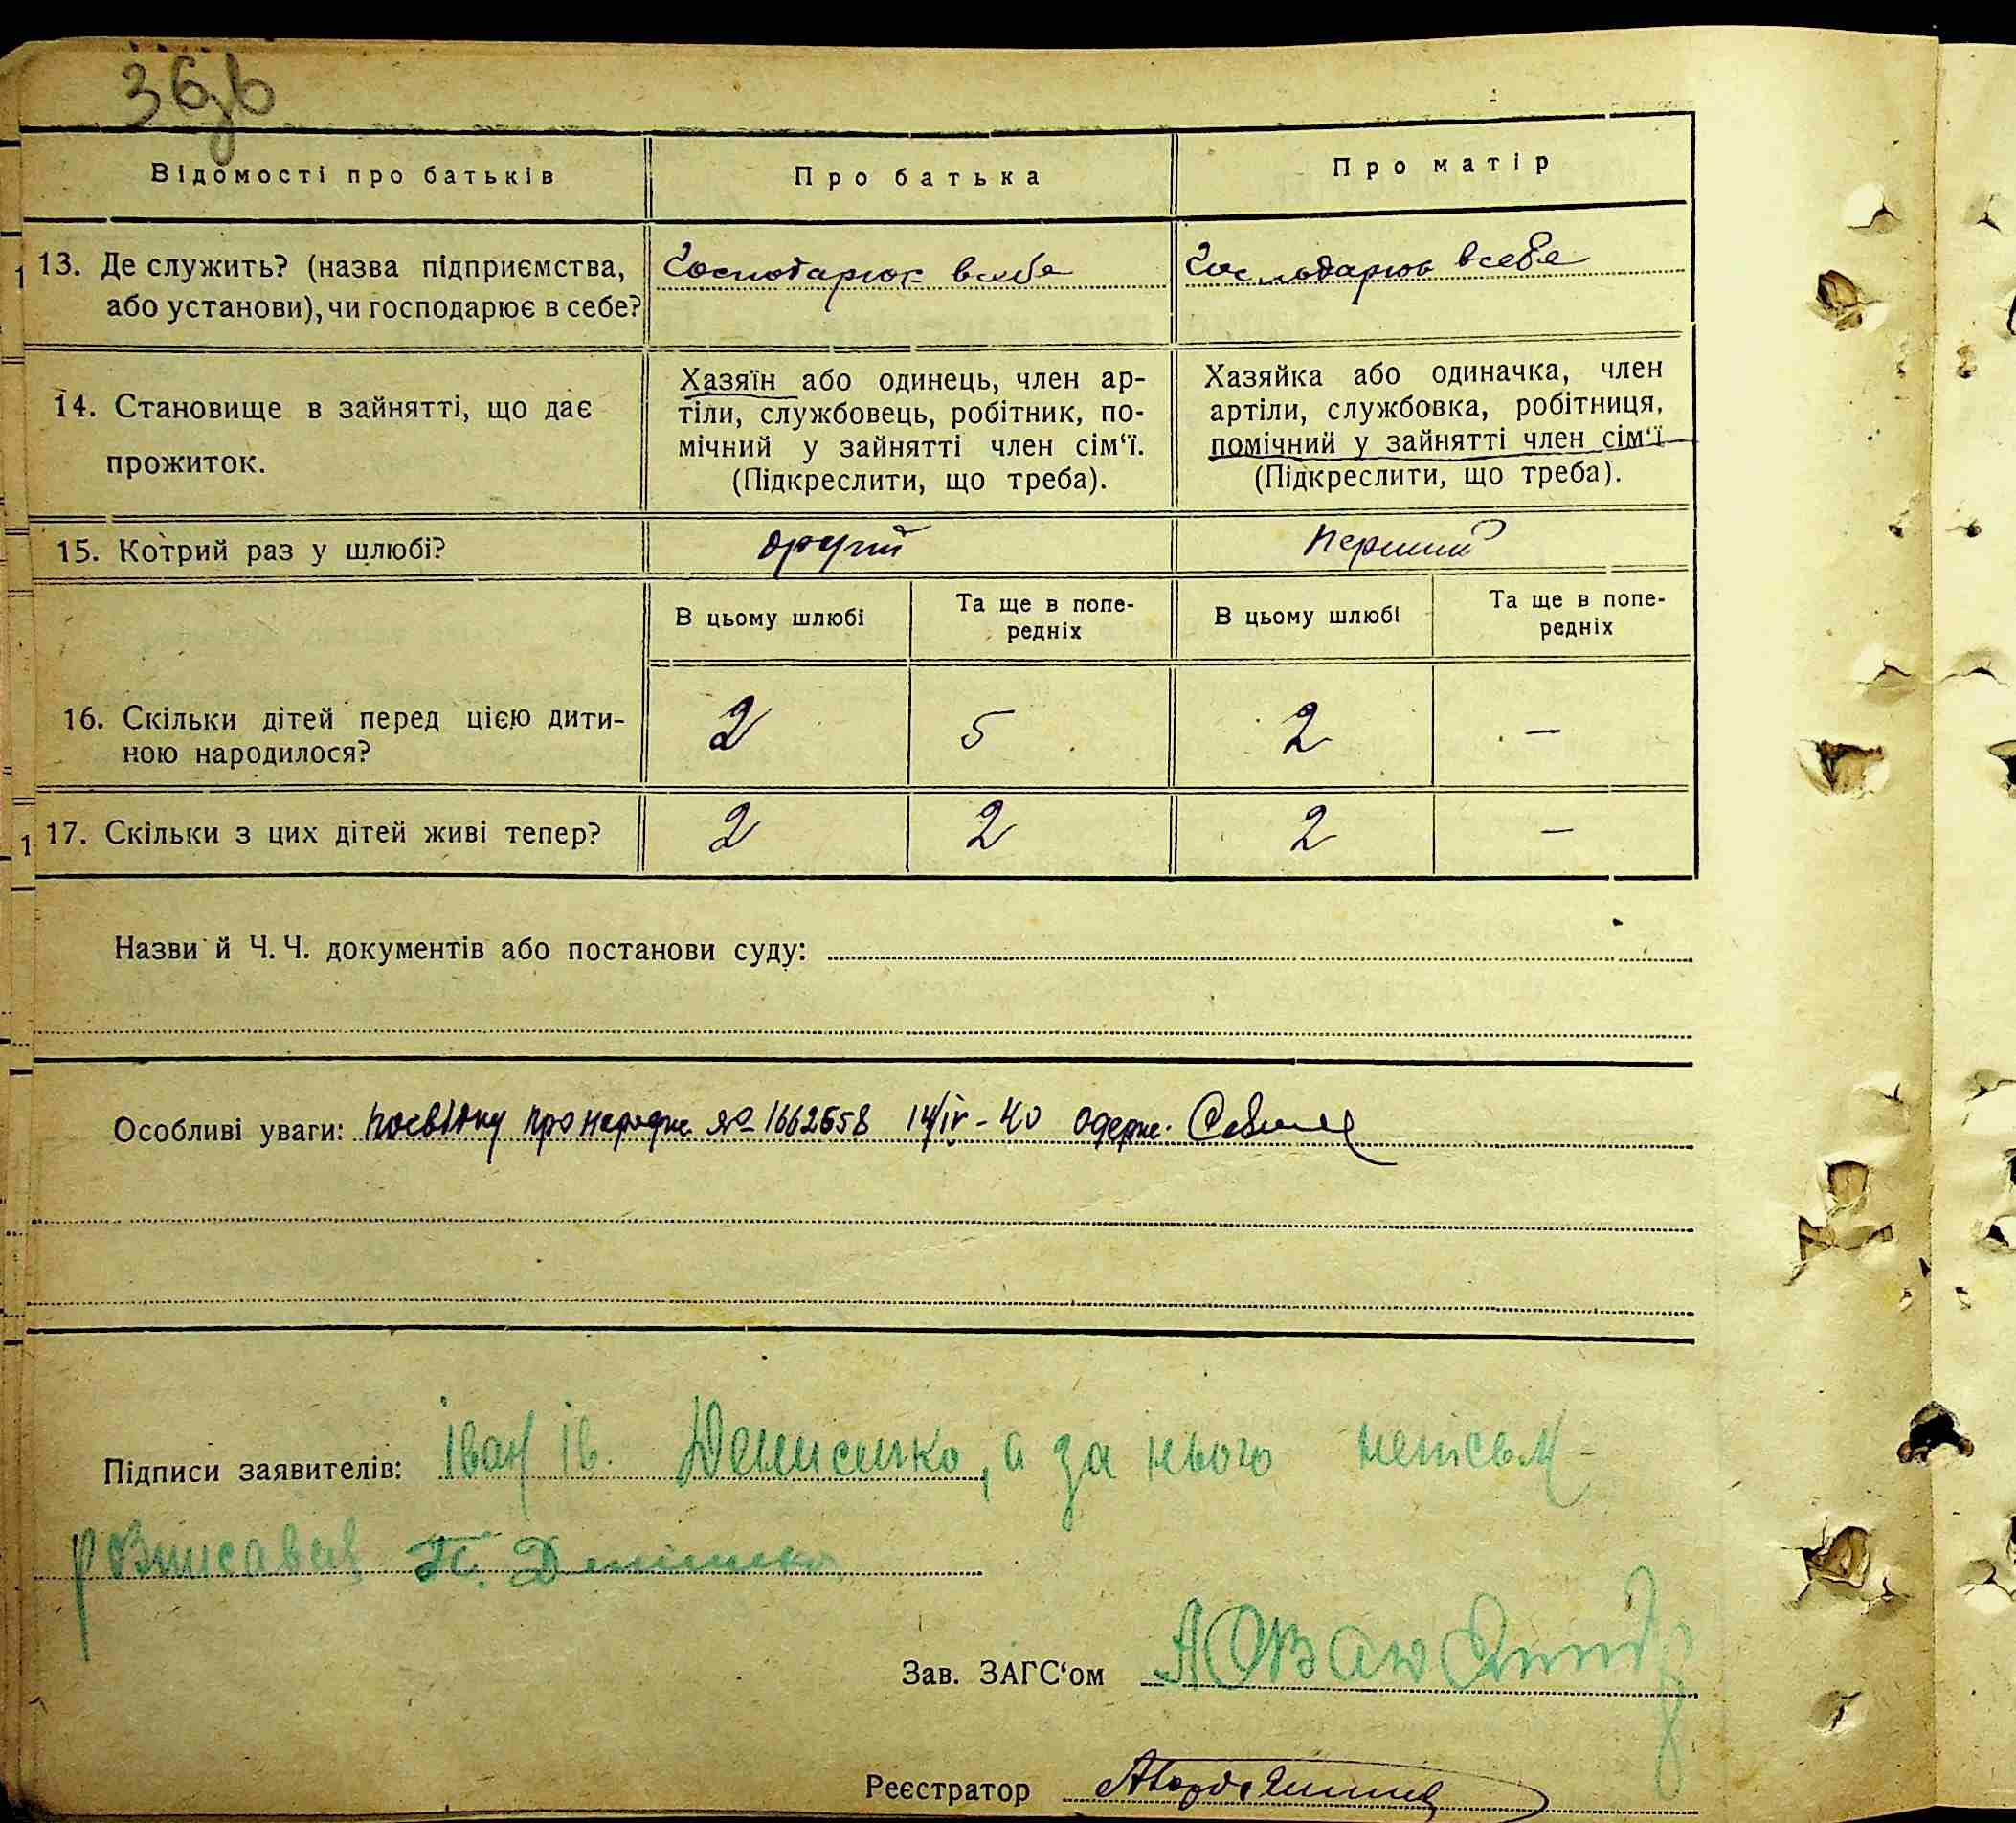 36зв
Відомості про батьків Про батька Про матір
13. Де служить? (назва підприємства, Господарює в себе Господарює в себе
або установи), чи господарює в себе?
14. Становище в зайнятті, що дає
прожиток.
Хазяїн або одинець, член ар-
тіли, службовець, робітник, по-
мічний у зайнятті член сім‘ї.
(Підкреслити, що треба).
Хазяйка або одиначка, член
артіли, службовка, робітниця,
помічний у зайнятті член сім‘ї
(Підкреслити, що треба).
15. Котрий раз у шлюбі? другий перший
В цьому шлюбі Та ще в попе-
редніх
В цьому шлюбі Та ще в попе-
редніх
16. Скільки дітей перед цією дити-
ною народилося?
2 5 2 —
17. Скільки з цих дітей живі тепер? 2 2 2 —
Назви й Ч. Ч. документів або постанови суду:
Особливі уваги: посвідку про народж. № 1662658 14/IV-40 одерж.
Підписи заявителів: Іван Ів. Денисенко, а за нього неписьм
розписавсь
Зав. ЗАГС‘ом
Реєстратор